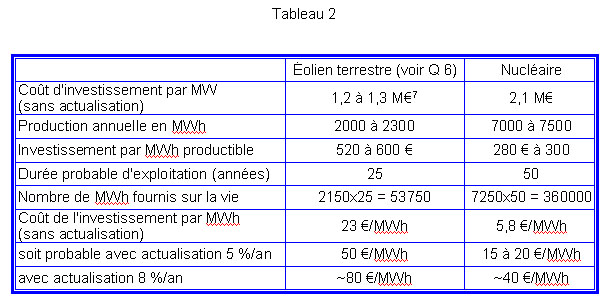 Tableau 2
Éolien terrestre (voir Q 6) Nucléaire
Coût d'investissement par MW
(sans actualisation) 1,2 à 1,3 M€7 2,1 M€
Production annuelle en MWh 2000 à 2300 7000 à 7500
Investissement par MWh productible 520 à 600 € 280 € à 300
Durée probable d'exploitation (années) 25 50
Nombre de MWh fournis sur la vie 2150x25 = 53750 7250x50 = 360000
Coût de l'investissement par MWh
(sans actualisation) 23 €/MWh 5,8 €/MWh
soit probable avec actualisation 5 %/an 50 €/MWh 15 à 20 €/MWh
avec actualisation 8 %/an ~80 €/MWh ~40 €/MWh